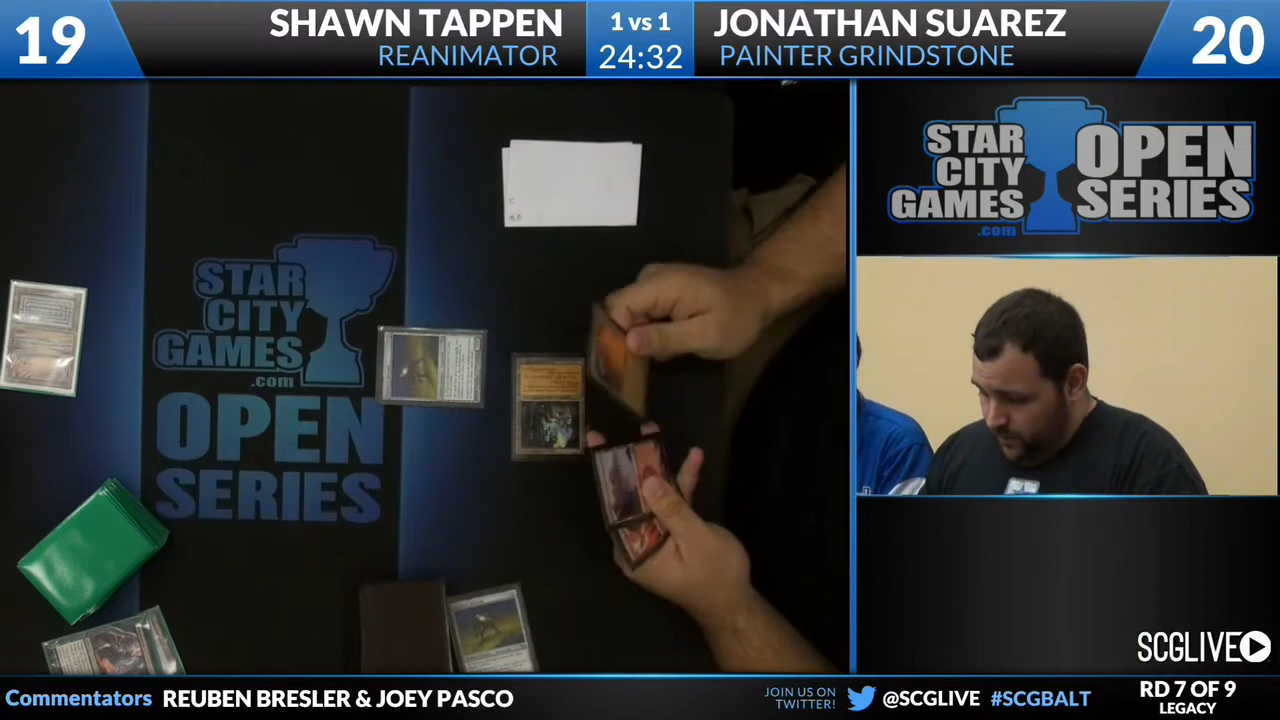 19
SHAWN TAPPEN
REANIMATOR
1 vs 1
24:32
JONATHAN SUAREZ
PAINTER GRINDSTONE
20
STAR
CITY
GAMES
.com
OPEN
SERIES
STAR
CITY
GAMES
.com
OPEN
SERIES
SCGLIVE
Commentators REUBEN BRESLER & JOEY PASCO
JOIN US ON
TWITTER!
@SCGLIVE #SCGBALT
RD 7 OF 9
LEGACY